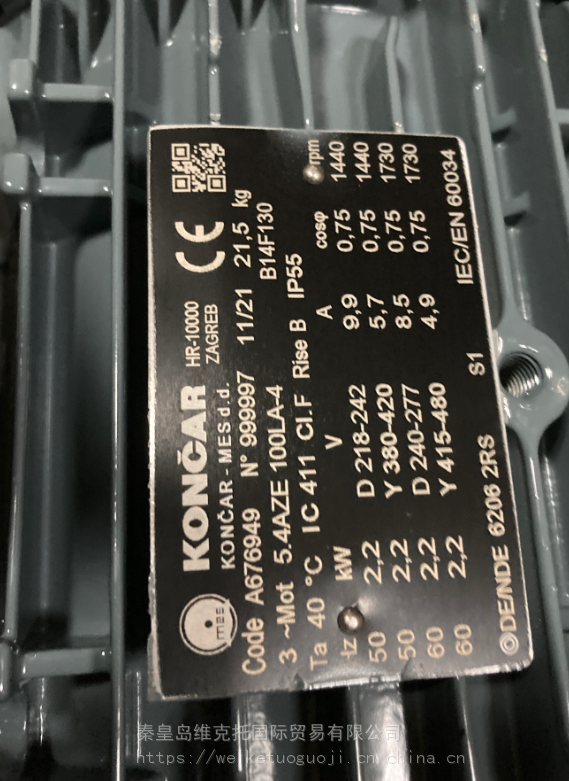 mes
KONČAR
HR-10000
ZAGREB
CE
KONČAR - MES d.d.
Code A676949 N° 999997 11/21 21,5 kg
3 ~Mot 5.4AZE 100LA-4 B14F130
Ta 40 °C IC 411 Cl.F Rise B IP55
Hz kW V A cosφ rpm
50 2,2 D 218-242 9,9 0,75 1440
50 2,2 Y 380-420 5,7 0,75 1440
60 2,2 D 240-277 8,5 0,75 1730
60 2,2 Y 415-480 4,9 0,75 1730
S1 IEC/EN 60034
DE/NDE 6206 2RS
秦皇岛维克托国际贸易有限公司
https://weiketuoguoji.cn.china.cn